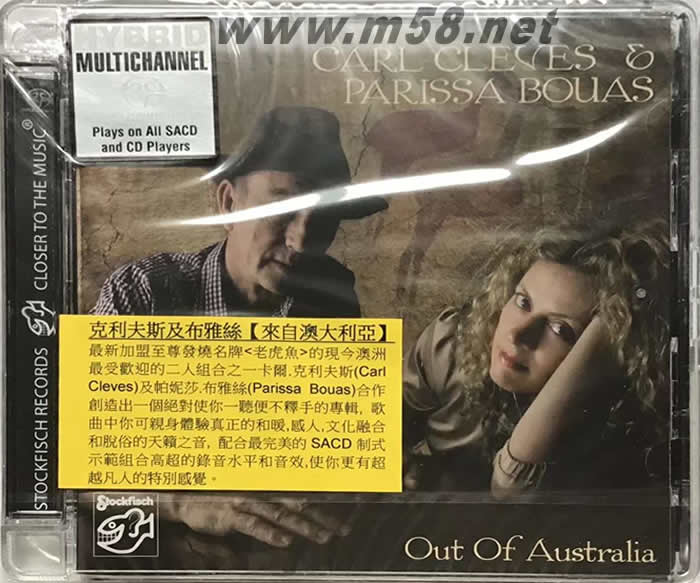 www.m58.net
HYBRID
MULTICHANNEL
Plays on All SACD
and CD Players
CARL CLEVES &
PARISSA BOUAS
STOCKFISCH RECORDS CLOSER TO THE MUSIC®
克利夫斯及布雅絲【來自澳大利亞】
最新加盟至尊發燒名牌<老虎魚>的現今澳洲
最受歡迎的二人組合之一卡爾.克利夫斯(Carl
Cleves)及帕妮莎.布雅絲(Parissa Bouas)合作
創造出一個絕對使你一聽便不釋手的專輯, 歌
曲中你可親身體驗真正的和暖,感人,文化融合
和脫俗的天籟之音, 配合最完美的 SACD 制式
示範組合高超的錄音水平和音效,使你更有超
越凡人的特別感覺。
Stockfisch
Out Of Australia